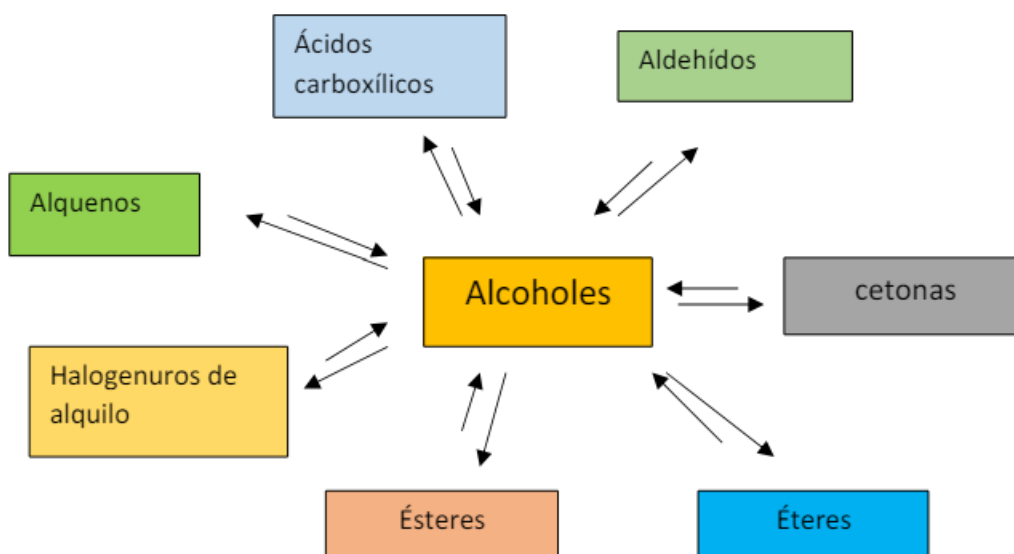 Ácidos
carboxílicos
Aldehídos
Alquenos
Alcoholes
cetonas
Halogenuros de
alquilo
Ésteres
Éteres